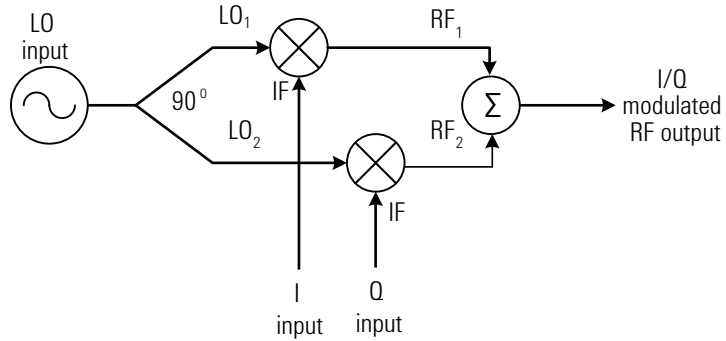 LO
input
LO₁
90⁰
LO₂
IF
RF₁
Σ
RF₂
IF
I/Q
modulated
RF output
I
input
Q
input